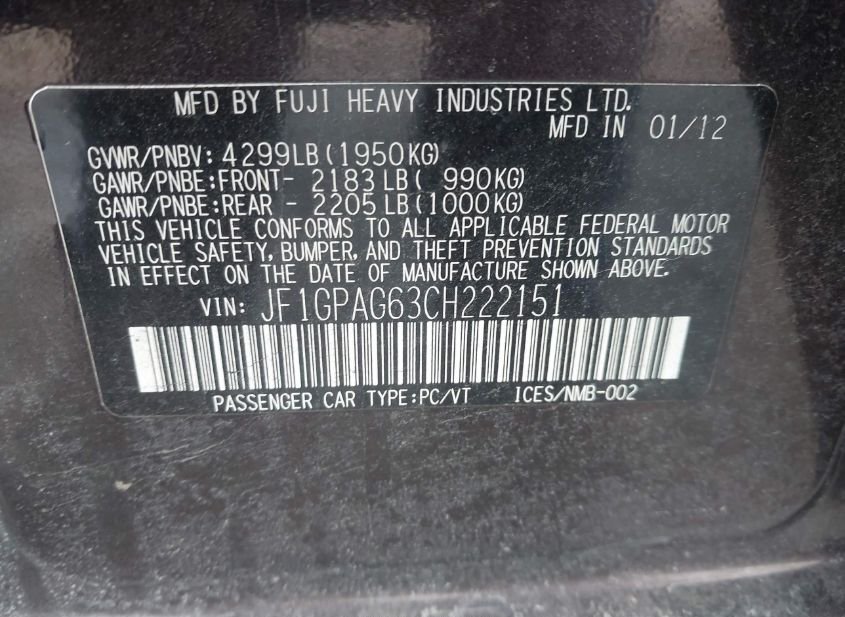 MFD BY FUJI HEAVY INDUSTRIES LTD.
MFD IN 01/12
GVWR/PNBV: 4299LB(1950KG)
GAWR/PNBE:FRONT- 2183LB( 990KG)
GAWR/PNBE:REAR - 2205LB(1000KG)
THIS VEHICLE CONFORMS TO ALL APPLICABLE FEDERAL MOTOR
VEHICLE SAFETY, BUMPER, AND THEFT PREVENTION STANDARDS
IN EFFECT ON THE DATE OF MANUFACTURE SHOWN ABOVE.
VIN: JF1GPAG63CH222151
PASSENGER CAR TYPE:PC/VT ICES/NMB-002